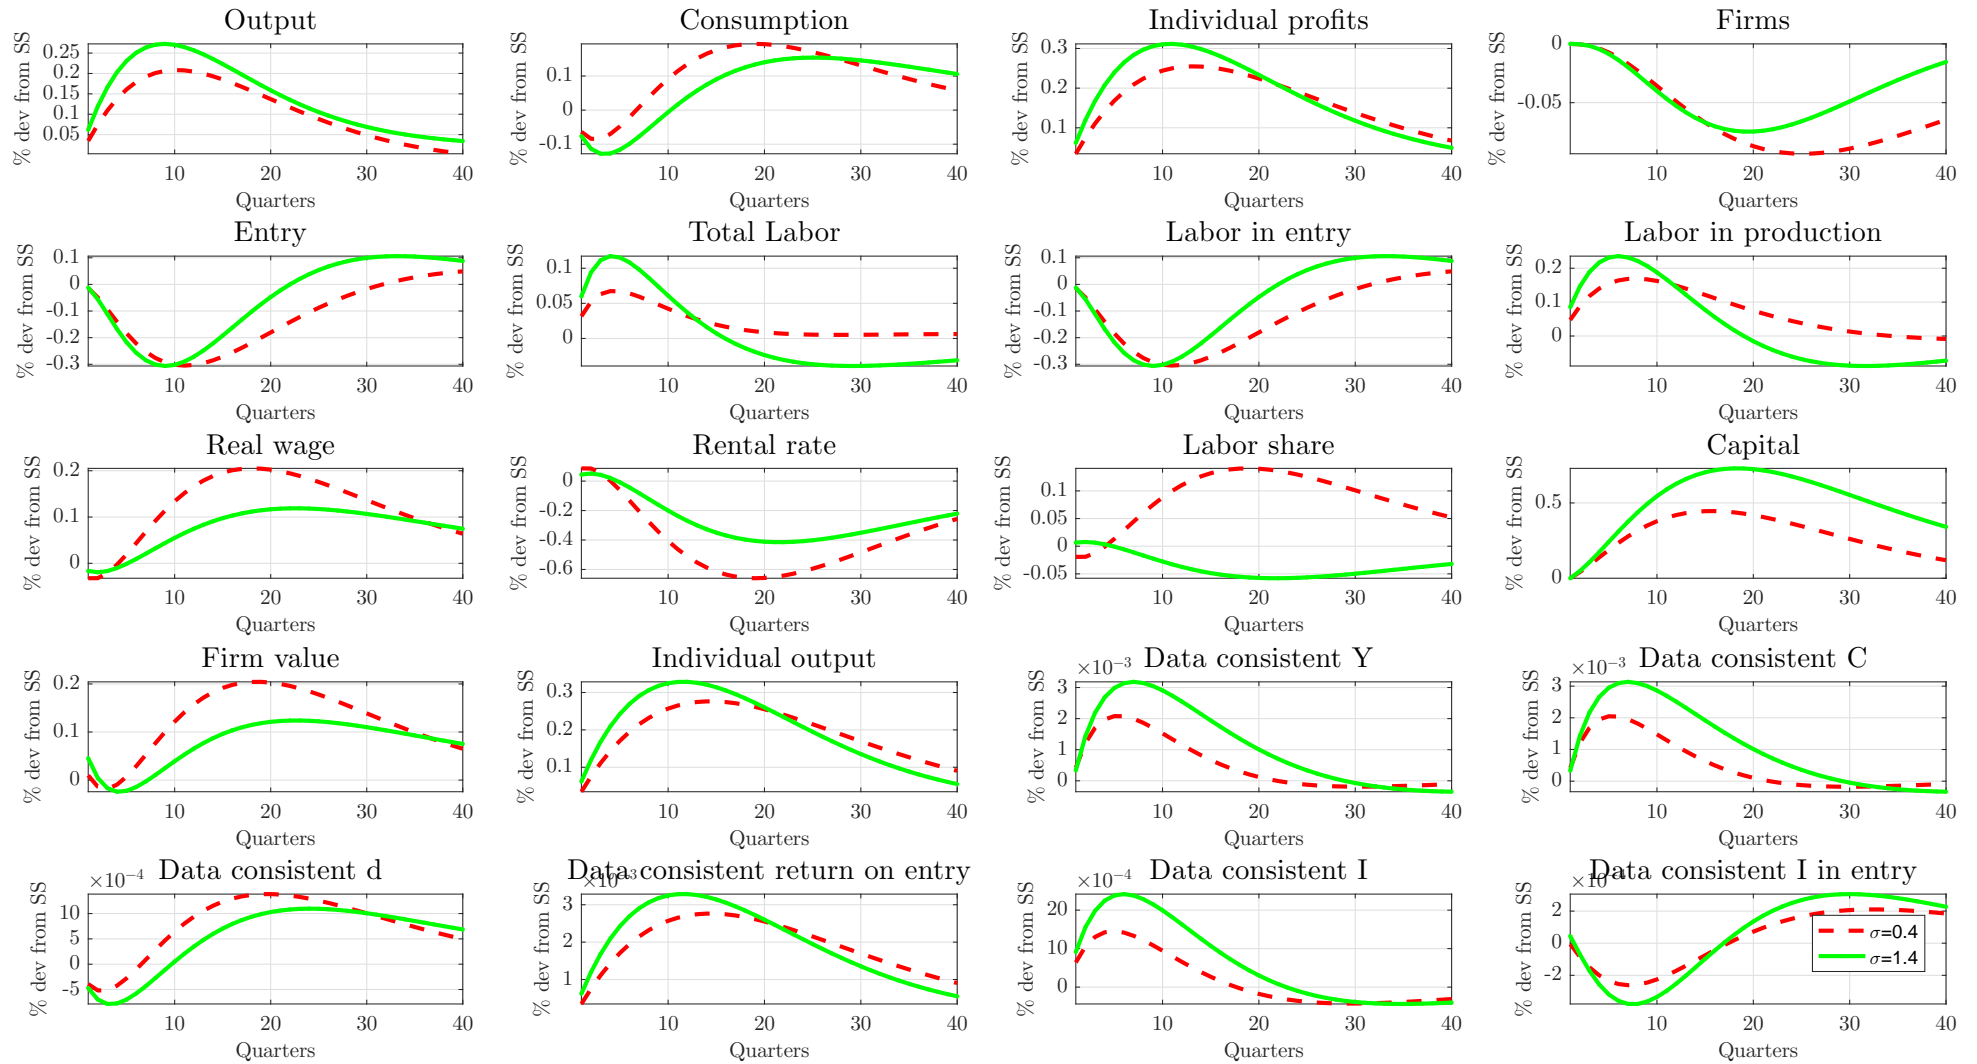 Output
% dev from SS
0.25
0.2
0.15
0.1
0.05
10 20 30 40
Quarters
Consumption
% dev from SS
0.1
0
-0.1
10 20 30 40
Quarters
Individual profits
% dev from SS
0.3
0.2
0.1
10 20 30 40
Quarters
Firms
% dev from SS
0
-0.05
10 20 30 40
Quarters
Entry
% dev from SS
0.1
0
-0.1
-0.2
-0.3
10 20 30 40
Quarters
Total Labor
% dev from SS
0.1
0.05
0
10 20 30 40
Quarters
Labor in entry
% dev from SS
0.1
0
-0.1
-0.2
-0.3
10 20 30 40
Quarters
Labor in production
% dev from SS
0.2
0.1
0
10 20 30 40
Quarters
Real wage
% dev from SS
0.2
0.1
0
10 20 30 40
Quarters
Rental rate
% dev from SS
0
-0.2
-0.4
-0.6
10 20 30 40
Quarters
Labor share
% dev from SS
0.1
0.05
0
-0.05
10 20 30 40
Quarters
Capital
% dev from SS
0.5
0
10 20 30 40
Quarters
Firm value
% dev from SS
0.2
0.1
0
10 20 30 40
Quarters
Individual output
% dev from SS
0.3
0.2
0.1
10 20 30 40
Quarters
×10⁻³ Data consistent Y
% dev from SS
3
2
1
0
10 20 30 40
Quarters
×10⁻³ Data consistent C
% dev from SS
3
2
1
0
10 20 30 40
Quarters
×10⁻⁴ Data consistent d
% dev from SS
10
5
0
-5
10 20 30 40
Quarters
Data consistent return on entry
×10⁻³
% dev from SS
3
2
1
10 20 30 40
Quarters
×10⁻⁴ Data consistent I
% dev from SS
20
10
0
10 20 30 40
Quarters
Data consistent I in entry
% dev from SS
2
0
-2
σ=0.4
σ=1.4
10 20 30 40
Quarters